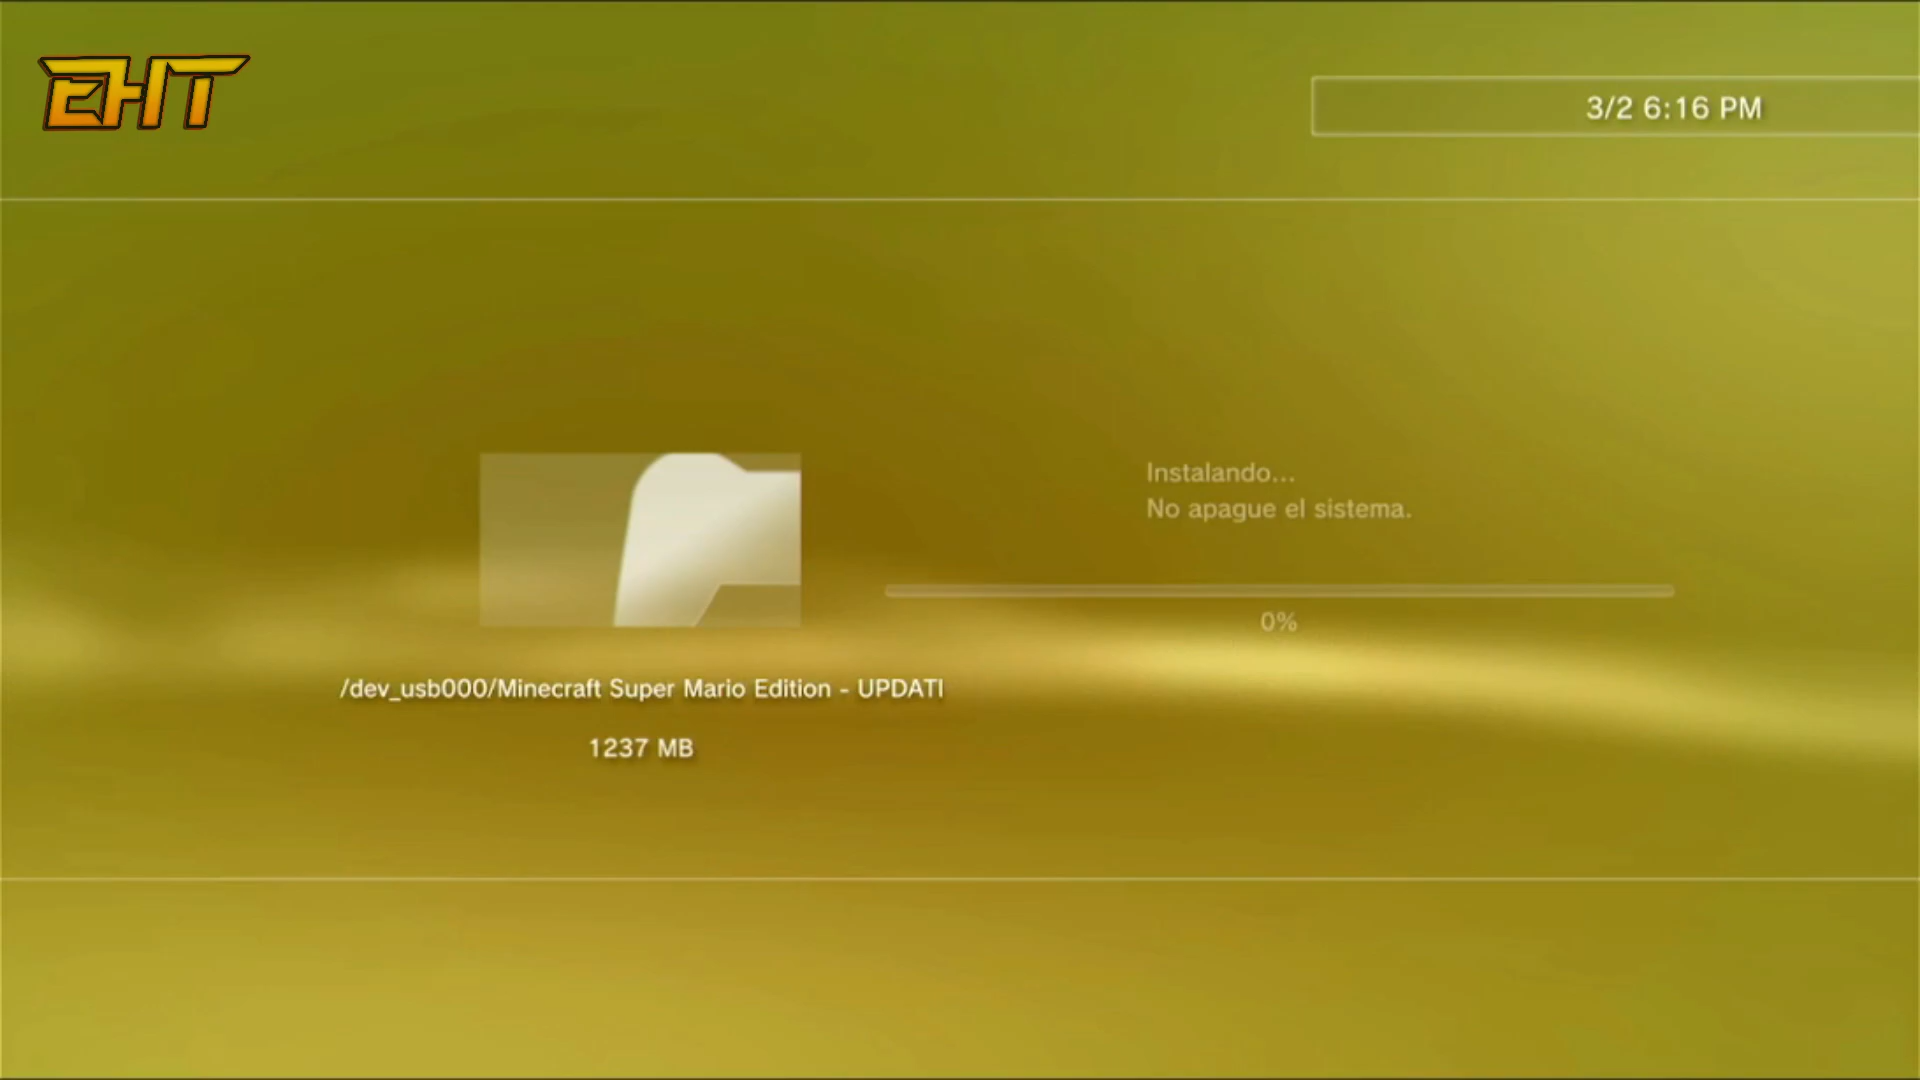 EHT
3/2 6:16 PM
Instalando...
No apague el sistema.
0%
/dev_usb000/Minecraft Super Mario Edition - UPDATI
1237 MB